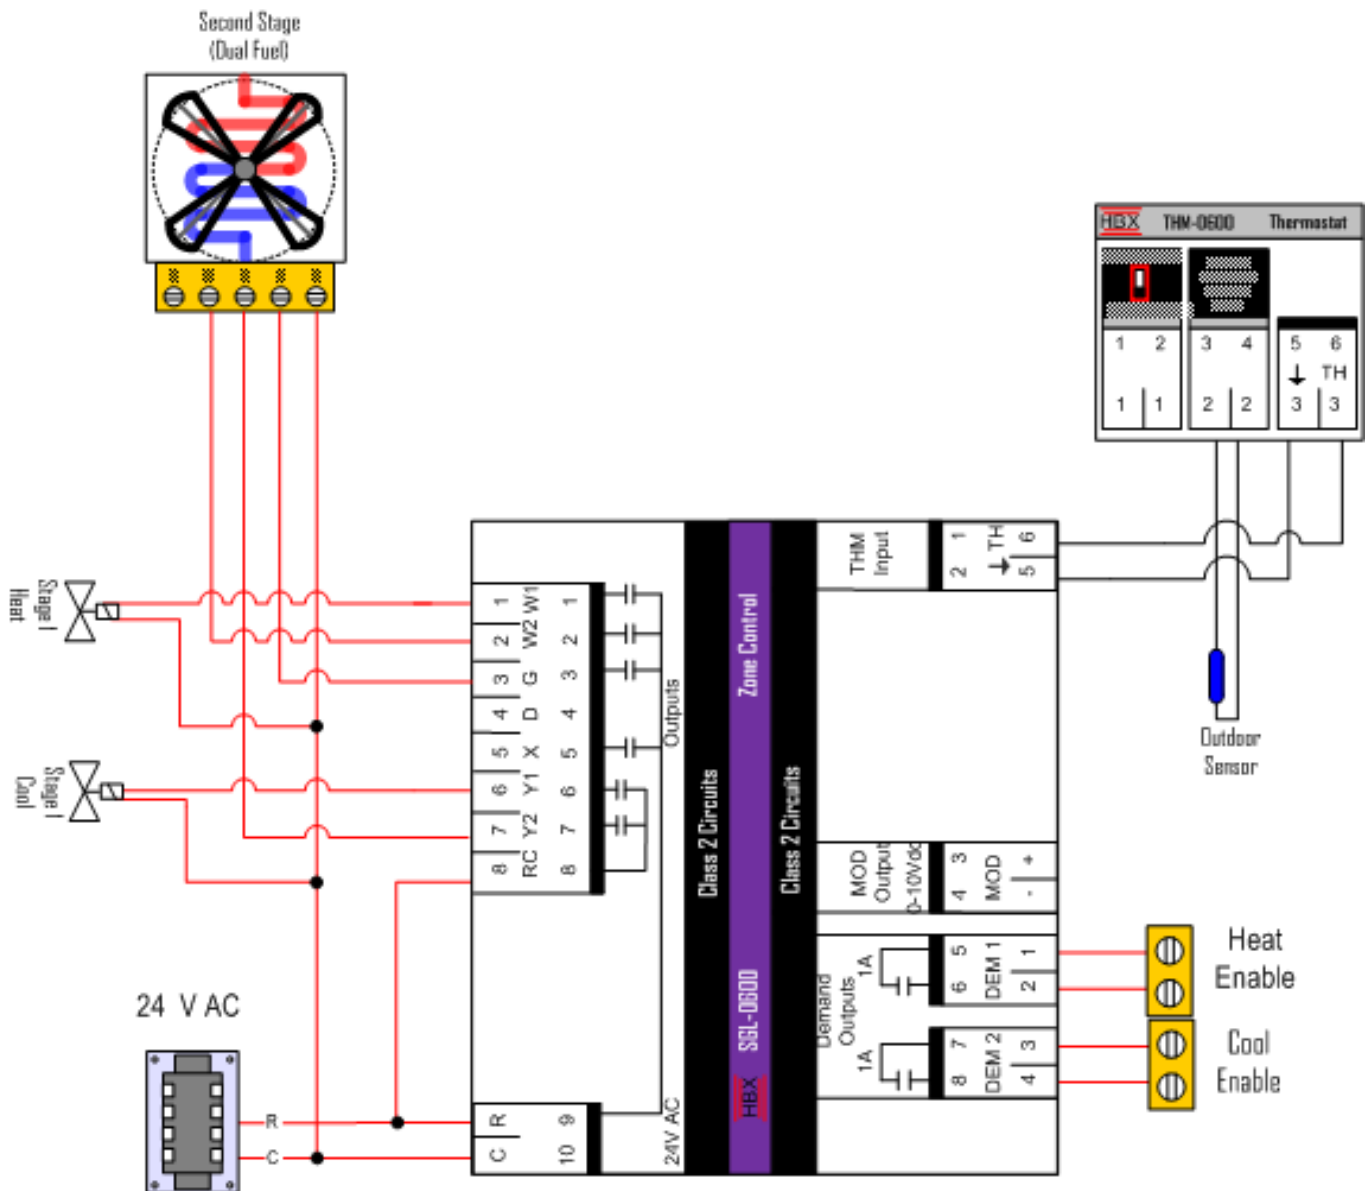 Second Stage
(Dual Fuel)
HBX THM-0600 Thermostat
1 2 3 4 5 6
TH
1 1 2 2 3 3
Stage 1
Heat
Stage 1
Cool
1 W1 1
2 W2 2
3 G 3
4 D 4
5 X 5
6 Y1 6
7 Y2 7
8 RC 8
Outputs
R 9
C 10
24V AC
Class 2 Circuits
HBX SGL-0600 Zone Control
Class 2 Circuits
THM
Input
1 TH 6
2 5
MOD
Output
0-10Vdc
3 +
4 MOD -
Demand
Outputs
1A
5 DEM 1 1
6 2
1A
7 DEM 2 3
8 4
Outdoor
Sensor
Heat
Enable
Cool
Enable
24 V AC
R
C